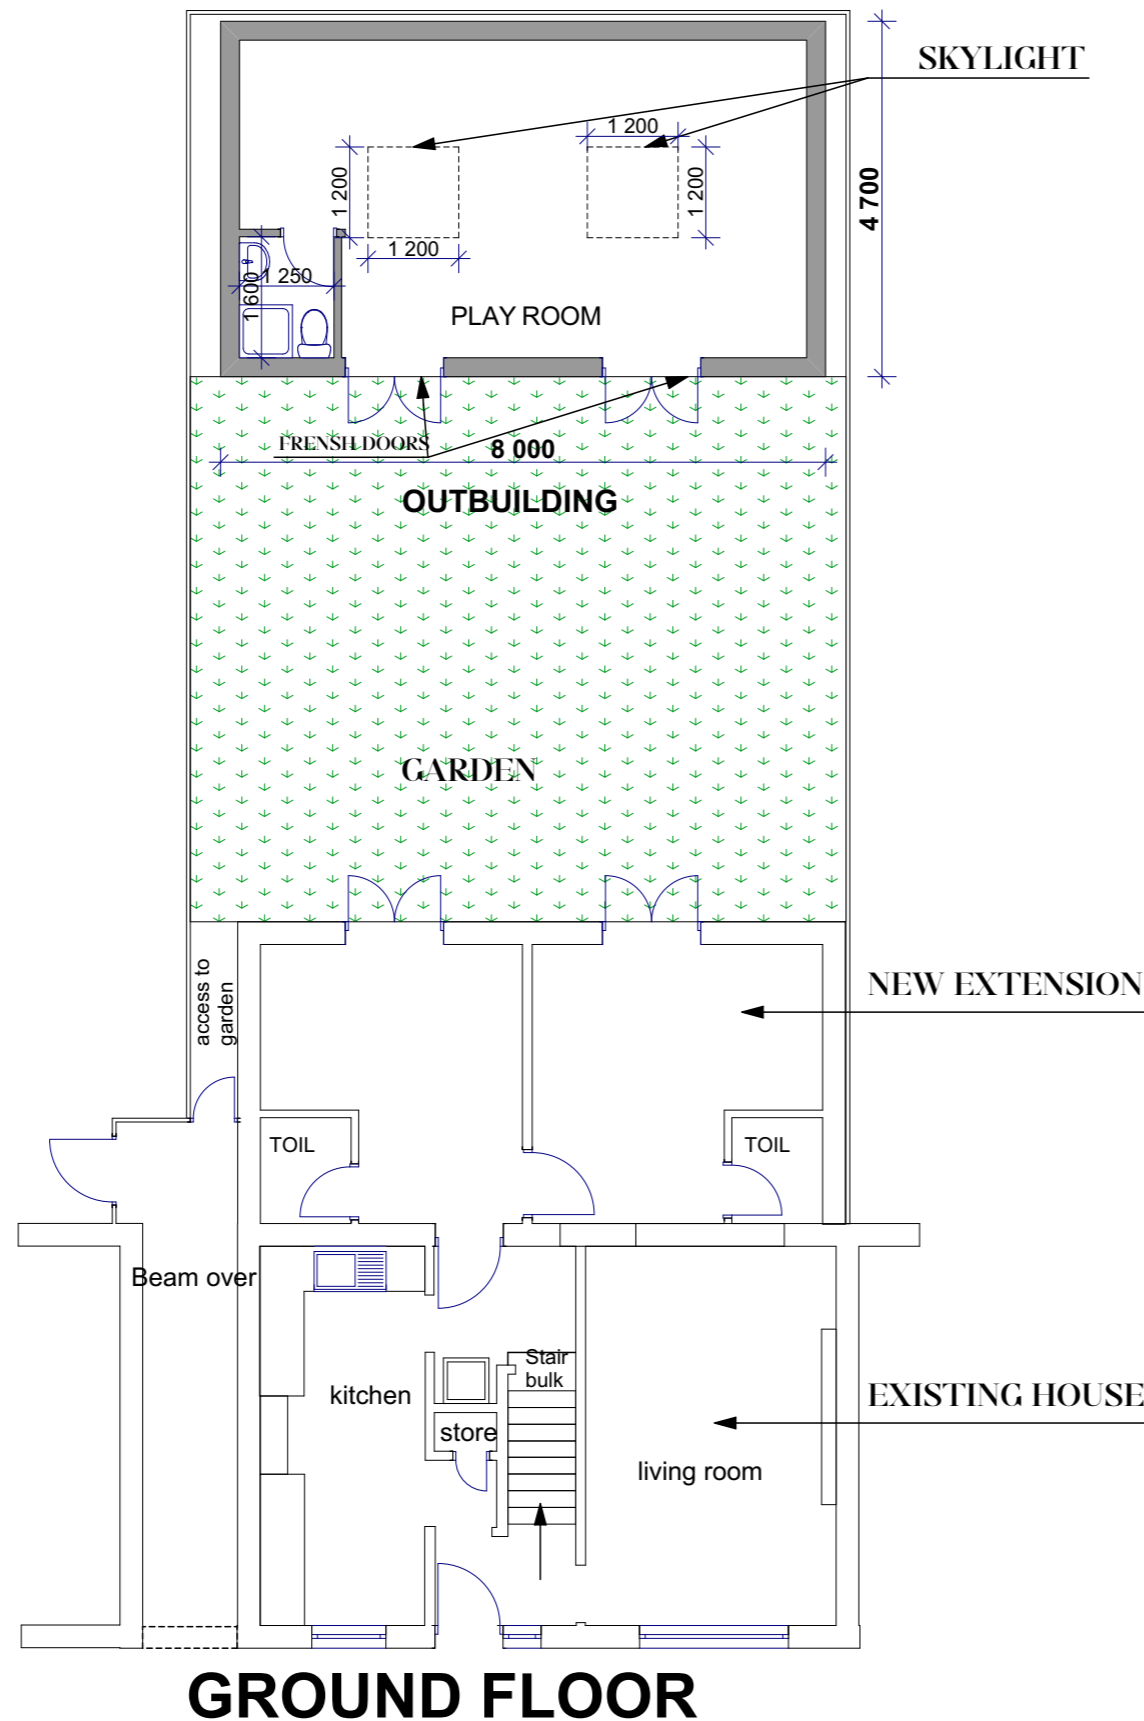 SKYLIGHT
1 200
1 200
1 200
1 200
4 700
1 250
1 600
PLAY ROOM
FRENSH DOORS
8 000
OUTBUILDING
GARDEN
access to
garden
NEW EXTENSION
TOIL
TOIL
Beam over
Stair
bulk
kitchen
EXISTING HOUSE
store
living room
GROUND FLOOR